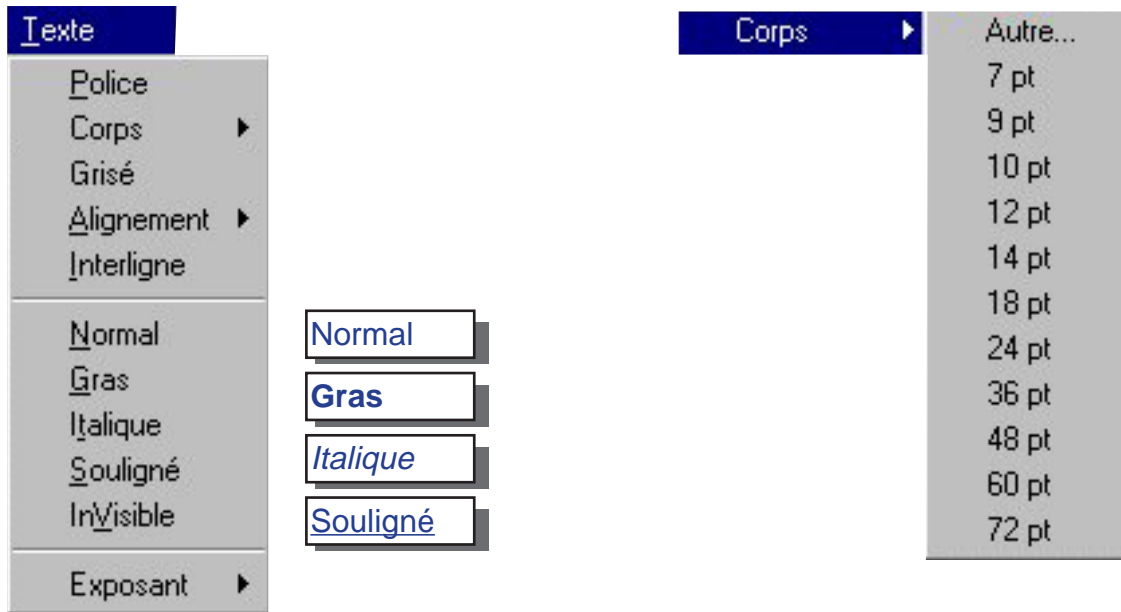 Texte
Police
Corps
Grisé
Alignement
Interligne
Normal
Gras
Italique
Souligné
InVisible
Exposant
Normal
Gras
Italique
Souligné
Corps
Autre...
7 pt
9 pt
10 pt
12 pt
14 pt
18 pt
24 pt
36 pt
48 pt
60 pt
72 pt